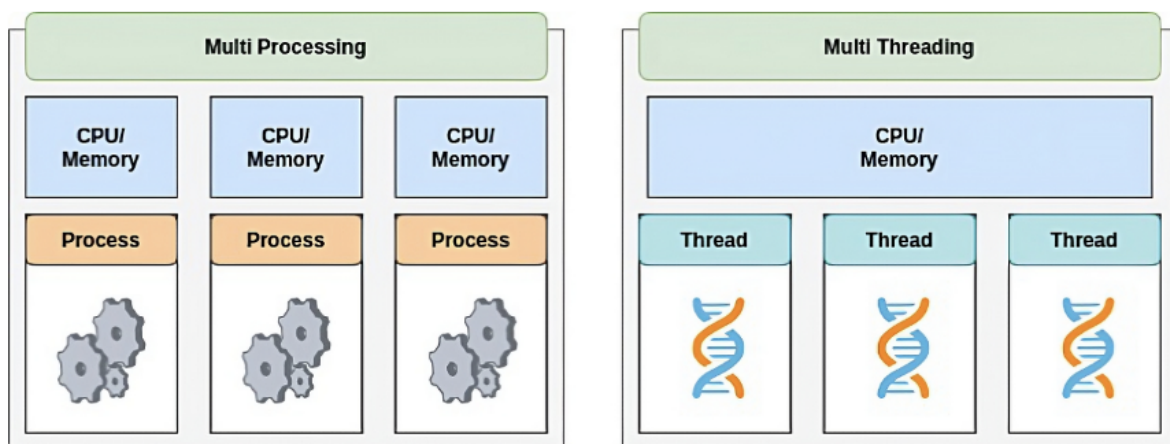 Multi Processing
CPU/
Memory
CPU/
Memory
CPU/
Memory
Process
Process
Process
Multi Threading
CPU/
Memory
Thread
Thread
Thread